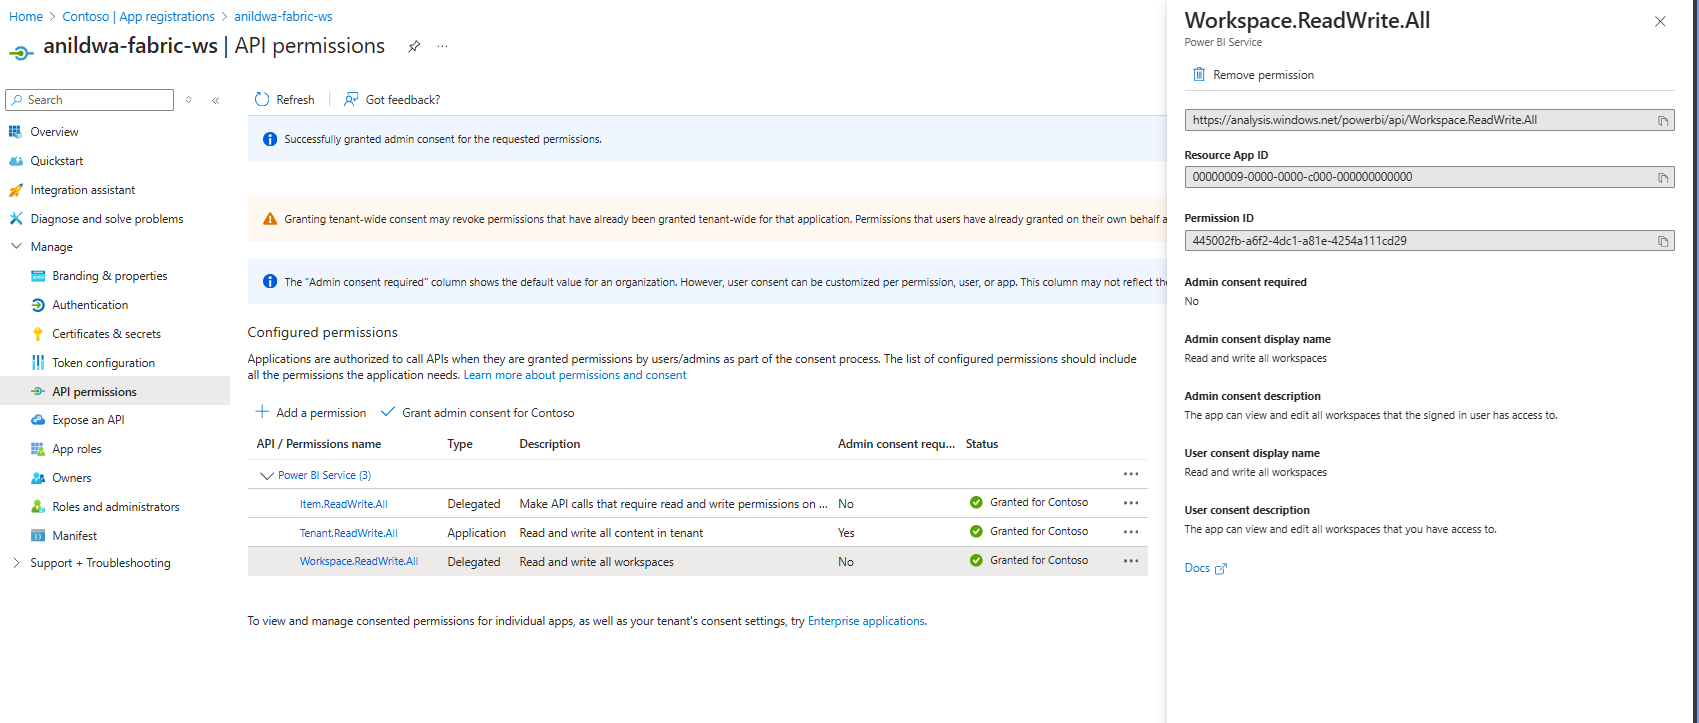 Home > Contoso | App registrations > anildwa-fabric-ws
anildwa-fabric-ws | API permissions
Search
Overview
Quickstart
Integration assistant
Diagnose and solve problems
Manage
Branding & properties
Authentication
Certificates & secrets
Token configuration
API permissions
Expose an API
App roles
Owners
Roles and administrators
Manifest
Support + Troubleshooting
Refresh
Got feedback?
Successfully granted admin consent for the requested permissions.
Granting tenant-wide consent may revoke permissions that have already been granted tenant-wide for that application. Permissions that users have already granted on their own behalf a
The "Admin consent required" column shows the default value for an organization. However, user consent can be customized per permission, user, or app. This column may not reflect the
Configured permissions
Applications are authorized to call APIs when they are granted permissions by users/admins as part of the consent process. The list of configured permissions should include
all the permissions the application needs. Learn more about permissions and consent
Add a permission Grant admin consent for Contoso
API / Permissions name Type Description Admin consent requ... Status
Power BI Service (3)
Item.ReadWrite.All Delegated Make API calls that require read and write permissions on ... No Granted for Contoso
Tenant.ReadWrite.All Application Read and write all content in tenant Yes Granted for Contoso
Workspace.ReadWrite.All Delegated Read and write all workspaces No Granted for Contoso
To view and manage consented permissions for individual apps, as well as your tenant's consent settings, try Enterprise applications.
Workspace.ReadWrite.All
Power BI Service
Remove permission
https://analysis.windows.net/powerbi/api/Workspace.ReadWrite.All
Resource App ID
00000009-0000-0000-c000-000000000000
Permission ID
445002fb-a6f2-4dc1-a81e-4254a111cd29
Admin consent required
No
Admin consent display name
Read and write all workspaces
Admin consent description
The app can view and edit all workspaces that the signed in user has access to.
User consent display name
Read and write all workspaces
User consent description
The app can view and edit all workspaces that you have access to.
Docs